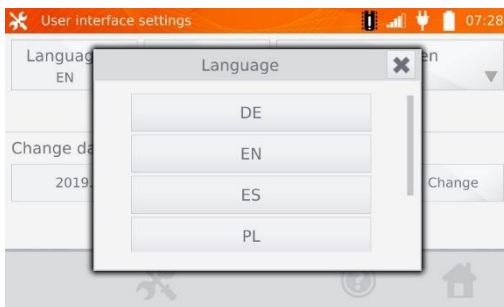 User interface settings 07:28
Languag en
EN
Language
DE
EN
ES
PL
Change da
2019. Change